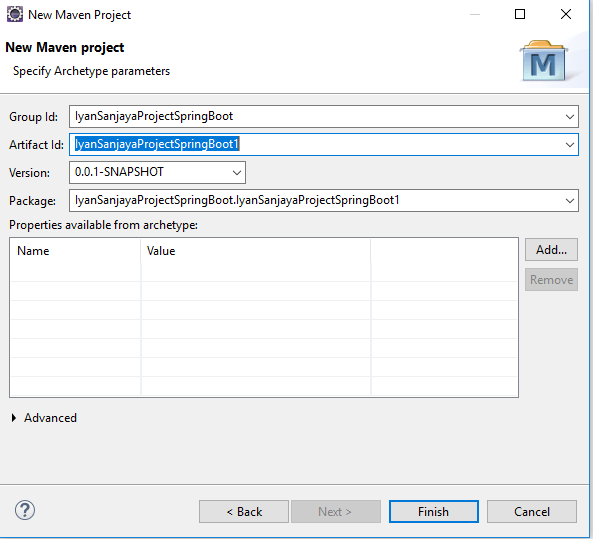 New Maven Project
New Maven project
Specify Archetype parameters
M
Group Id: IyanSanjayaProjectSpringBoot
Artifact Id: IyanSanjayaProjectSpringBoot1
Version: 0.0.1-SNAPSHOT
Package: IyanSanjayaProjectSpringBoot.IyanSanjayaProjectSpringBoot1
Properties available from archetype:
Name Value
Add...
Remove
Advanced
? < Back Next > Finish Cancel